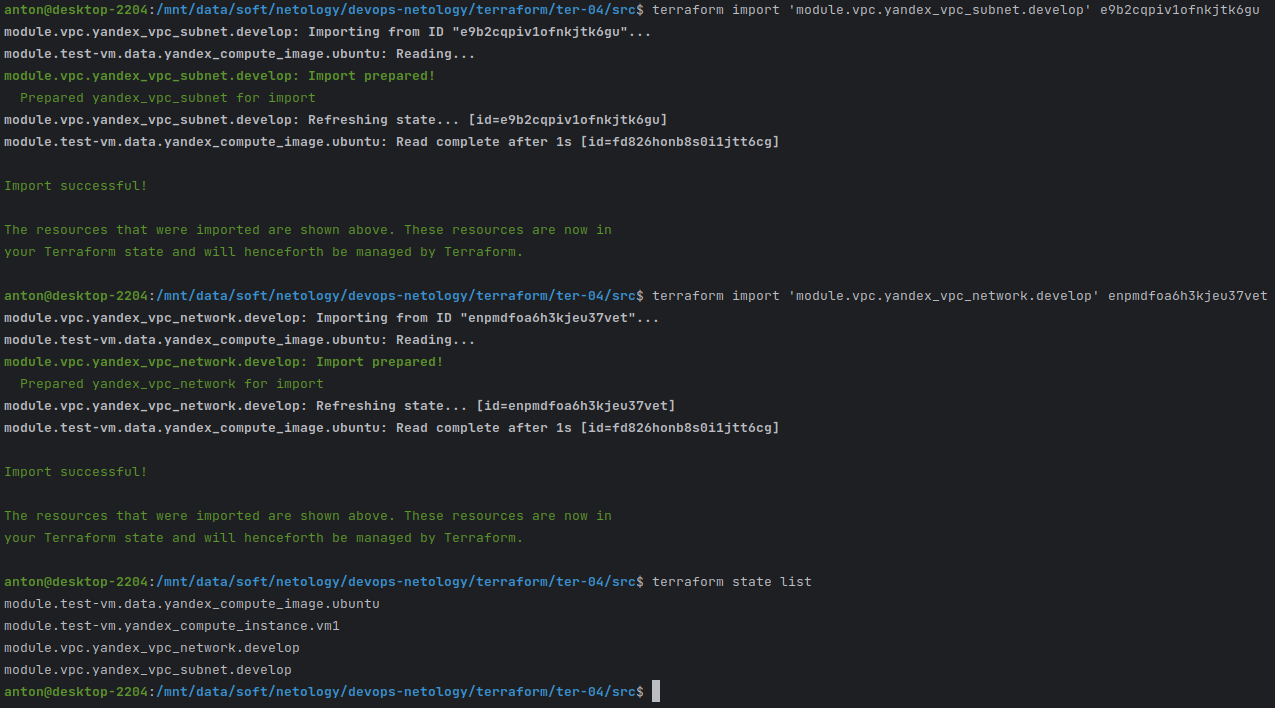 anton@desktop-2204:/mnt/data/soft/netology/devops-netology/terraform/ter-04/src$ terraform import 'module.vpc.yandex_vpc_subnet.develop' e9b2cqpiv1ofnkjtk6gu
module.vpc.yandex_vpc_subnet.develop: Importing from ID "e9b2cqpiv1ofnkjtk6gu"...
module.test-vm.data.yandex_compute_image.ubuntu: Reading...
module.vpc.yandex_vpc_subnet.develop: Import prepared!
  Prepared yandex_vpc_subnet for import
module.vpc.yandex_vpc_subnet.develop: Refreshing state... [id=e9b2cqpiv1ofnkjtk6gu]
module.test-vm.data.yandex_compute_image.ubuntu: Read complete after 1s [id=fd826honb8s0i1jtt6cg]

Import successful!

The resources that were imported are shown above. These resources are now in
your Terraform state and will henceforth be managed by Terraform.

anton@desktop-2204:/mnt/data/soft/netology/devops-netology/terraform/ter-04/src$ terraform import 'module.vpc.yandex_vpc_network.develop' enpmdfoa6h3kjeu37vet
module.vpc.yandex_vpc_network.develop: Importing from ID "enpmdfoa6h3kjeu37vet"...
module.test-vm.data.yandex_compute_image.ubuntu: Reading...
module.vpc.yandex_vpc_network.develop: Import prepared!
  Prepared yandex_vpc_network for import
module.vpc.yandex_vpc_network.develop: Refreshing state... [id=enpmdfoa6h3kjeu37vet]
module.test-vm.data.yandex_compute_image.ubuntu: Read complete after 1s [id=fd826honb8s0i1jtt6cg]

Import successful!

The resources that were imported are shown above. These resources are now in
your Terraform state and will henceforth be managed by Terraform.

anton@desktop-2204:/mnt/data/soft/netology/devops-netology/terraform/ter-04/src$ terraform state list
module.test-vm.data.yandex_compute_image.ubuntu
module.test-vm.yandex_compute_instance.vm1
module.vpc.yandex_vpc_network.develop
module.vpc.yandex_vpc_subnet.develop
anton@desktop-2204:/mnt/data/soft/netology/devops-netology/terraform/ter-04/src$